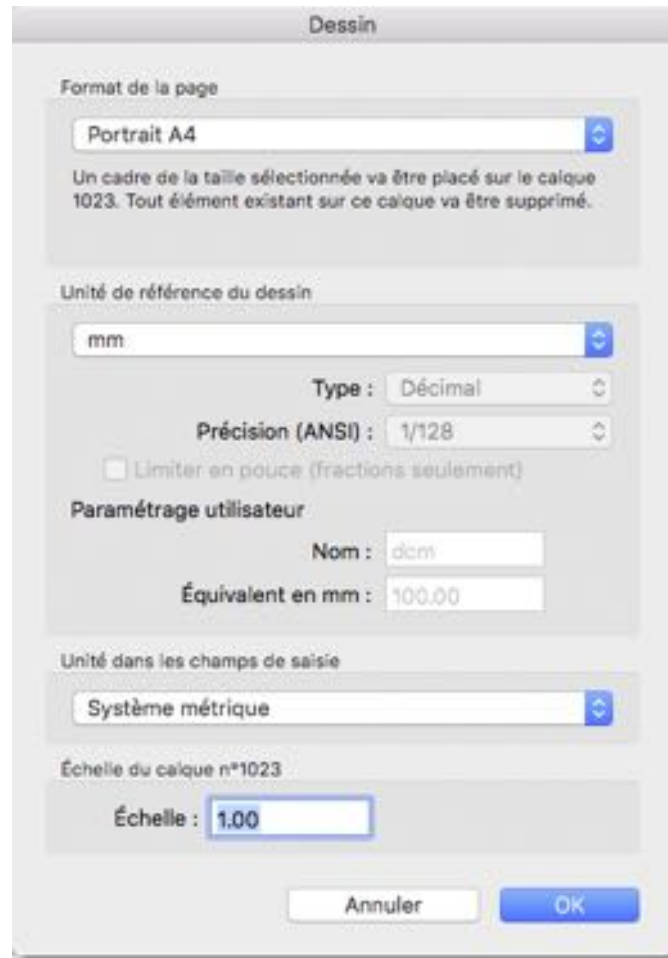 Dessin
Format de la page
Portrait A4
Un cadre de la taille sélectionnée va être placé sur le calque
1023. Tout élément existant sur ce calque va être supprimé.
Unité de référence du dessin
mm
Type : Décimal
Précision (ANSI) : 1/128
Limiter en pouce (fractions seulement)
Paramétrage utilisateur
Nom : dcm
Équivalent en mm : 100.00
Unité dans les champs de saisie
Système métrique
Échelle du calque n°1023
Échelle : 1.00
Annuler OK